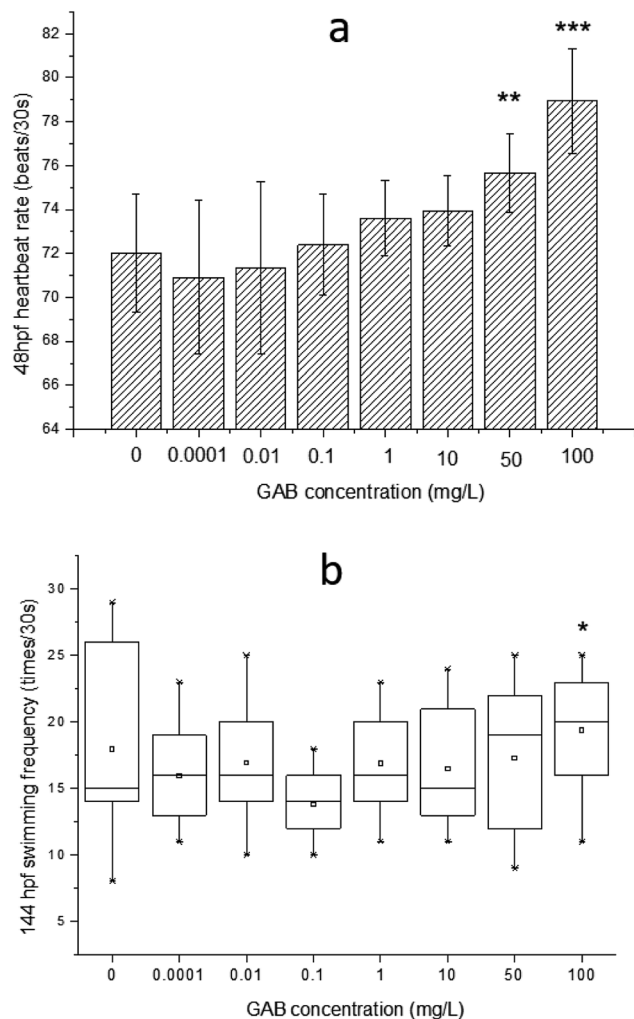 a
48hpf heartbeat rate (beats/30s)
82
80
78
76
74
72
70
68
66
64
**
***
0 0.0001 0.01 0.1 1 10 50 100
GAB concentration (mg/L)
b
144 hpf swimming frequency (times/30s)
30
25
20
15
10
5
*
0 0.0001 0.01 0.1 1 10 50 100
GAB concentration (mg/L)